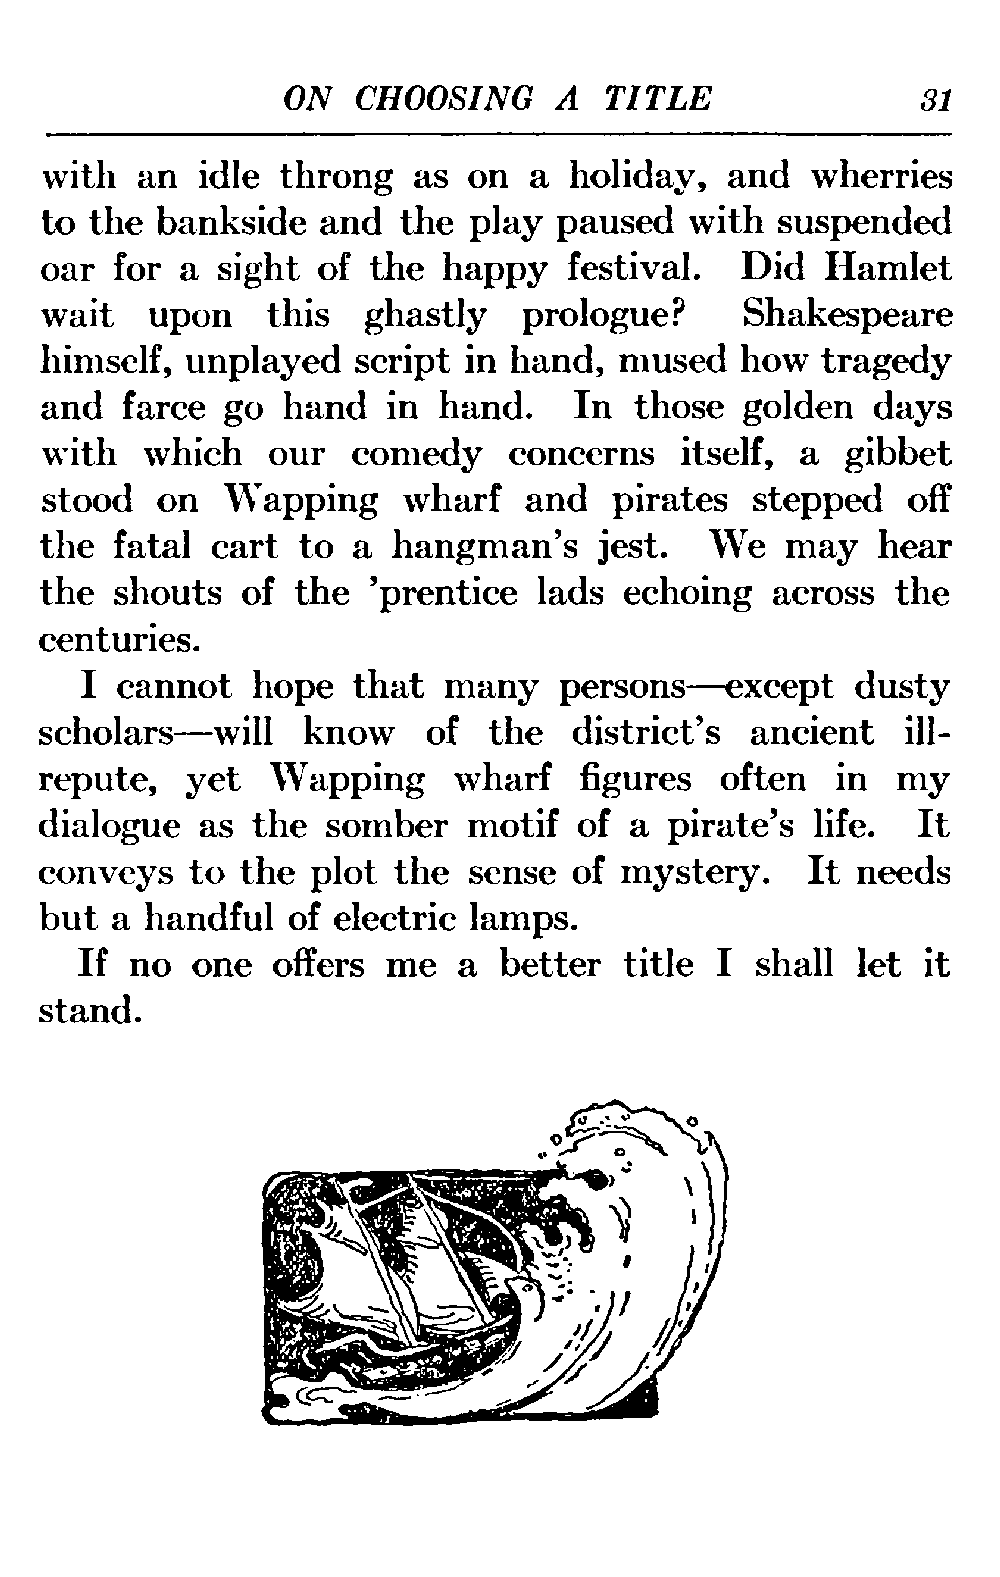 ON CHOOSING A TITLE 31
with an idle throng as on a holiday, and wherries
to the bankside and the play paused with suspended
oar for a sight of the happy festival. Did Hamlet
wait upon this ghastly prologue? Shakespeare
himself, unplayed script in hand, mused how tragedy
and farce go hand in hand. In those golden days
with which our comedy concerns itself, a gibbet
stood on Wapping wharf and pirates stepped off
the fatal cart to a hangman's jest. We may hear
the shouts of the 'prentice lads echoing across the
centuries.
I cannot hope that many persons—except dusty
scholars—will know of the district's ancient ill-
repute, yet Wapping wharf figures often in my
dialogue as the somber motif of a pirate's life. It
conveys to the plot the sense of mystery. It needs
but a handful of electric lamps.
If no one offers me a better title I shall let it
stand.